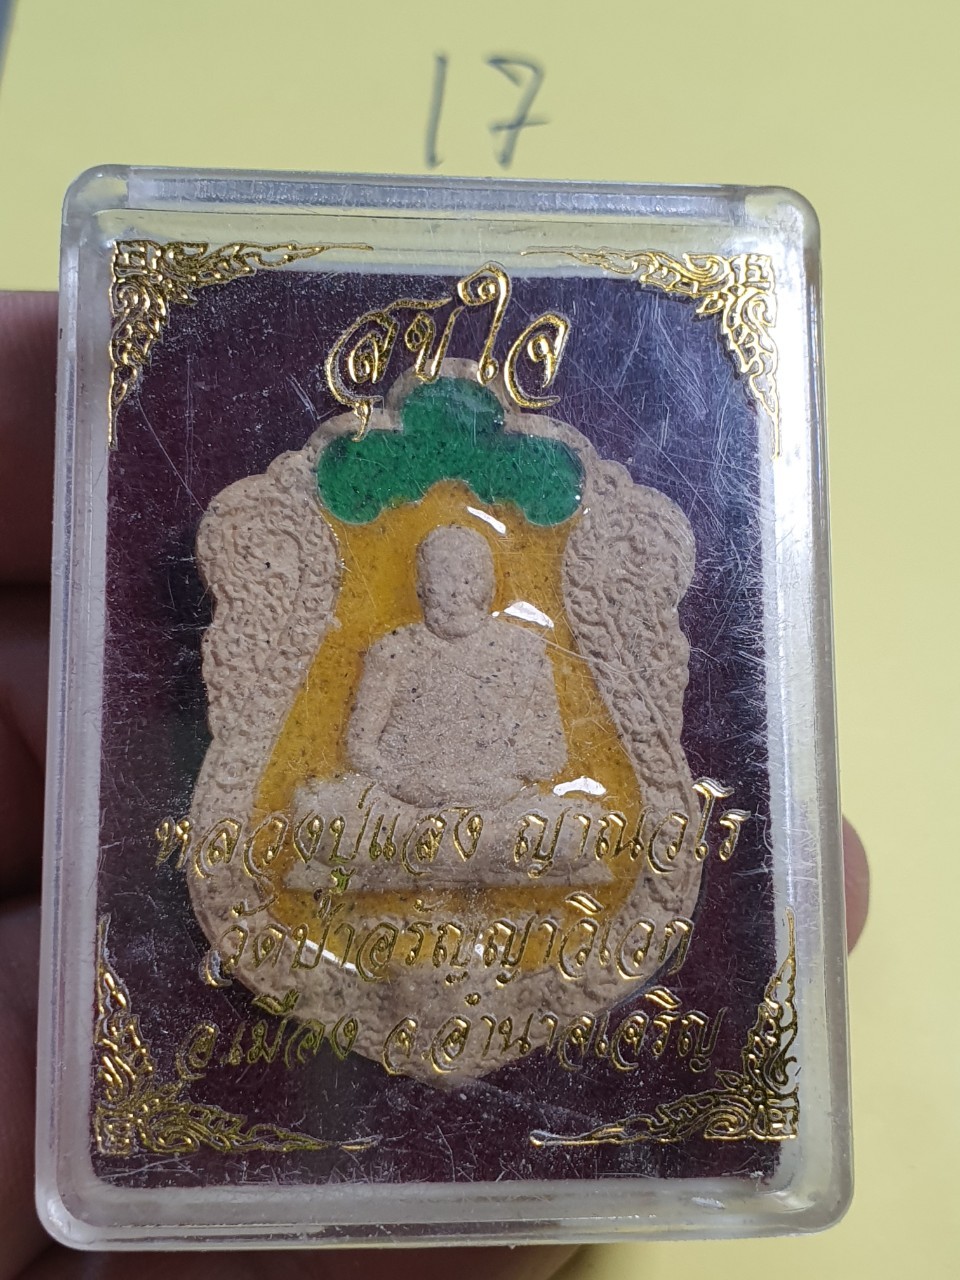 17
สุขใจ
หลวงปู่แสง ญาณวโร
วัดป่าอรัญญาวิเวก
อ.เมือง จ.อำนาจเจริญ